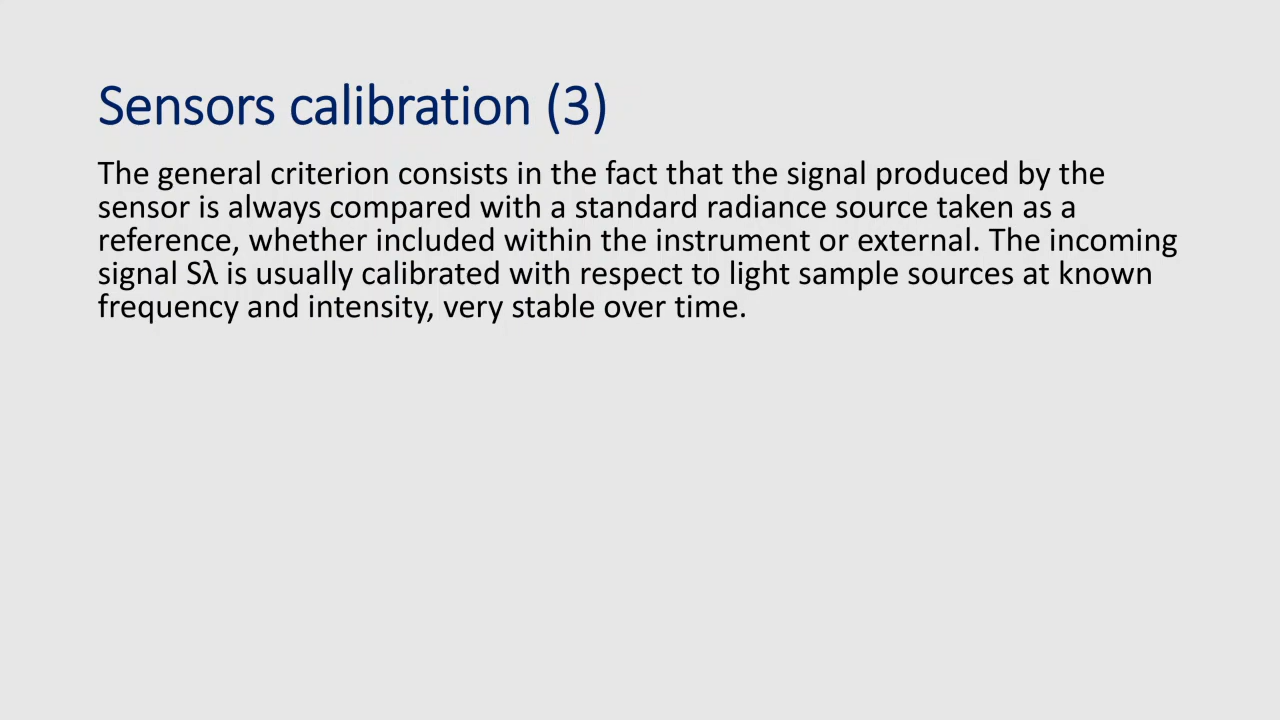 Sensors calibration (3)
The general criterion consists in the fact that the signal produced by the
sensor is always compared with a standard radiance source taken as a
reference, whether included within the instrument or external. The incoming
signal Sλ is usually calibrated with respect to light sample sources at known
frequency and intensity, very stable over time.